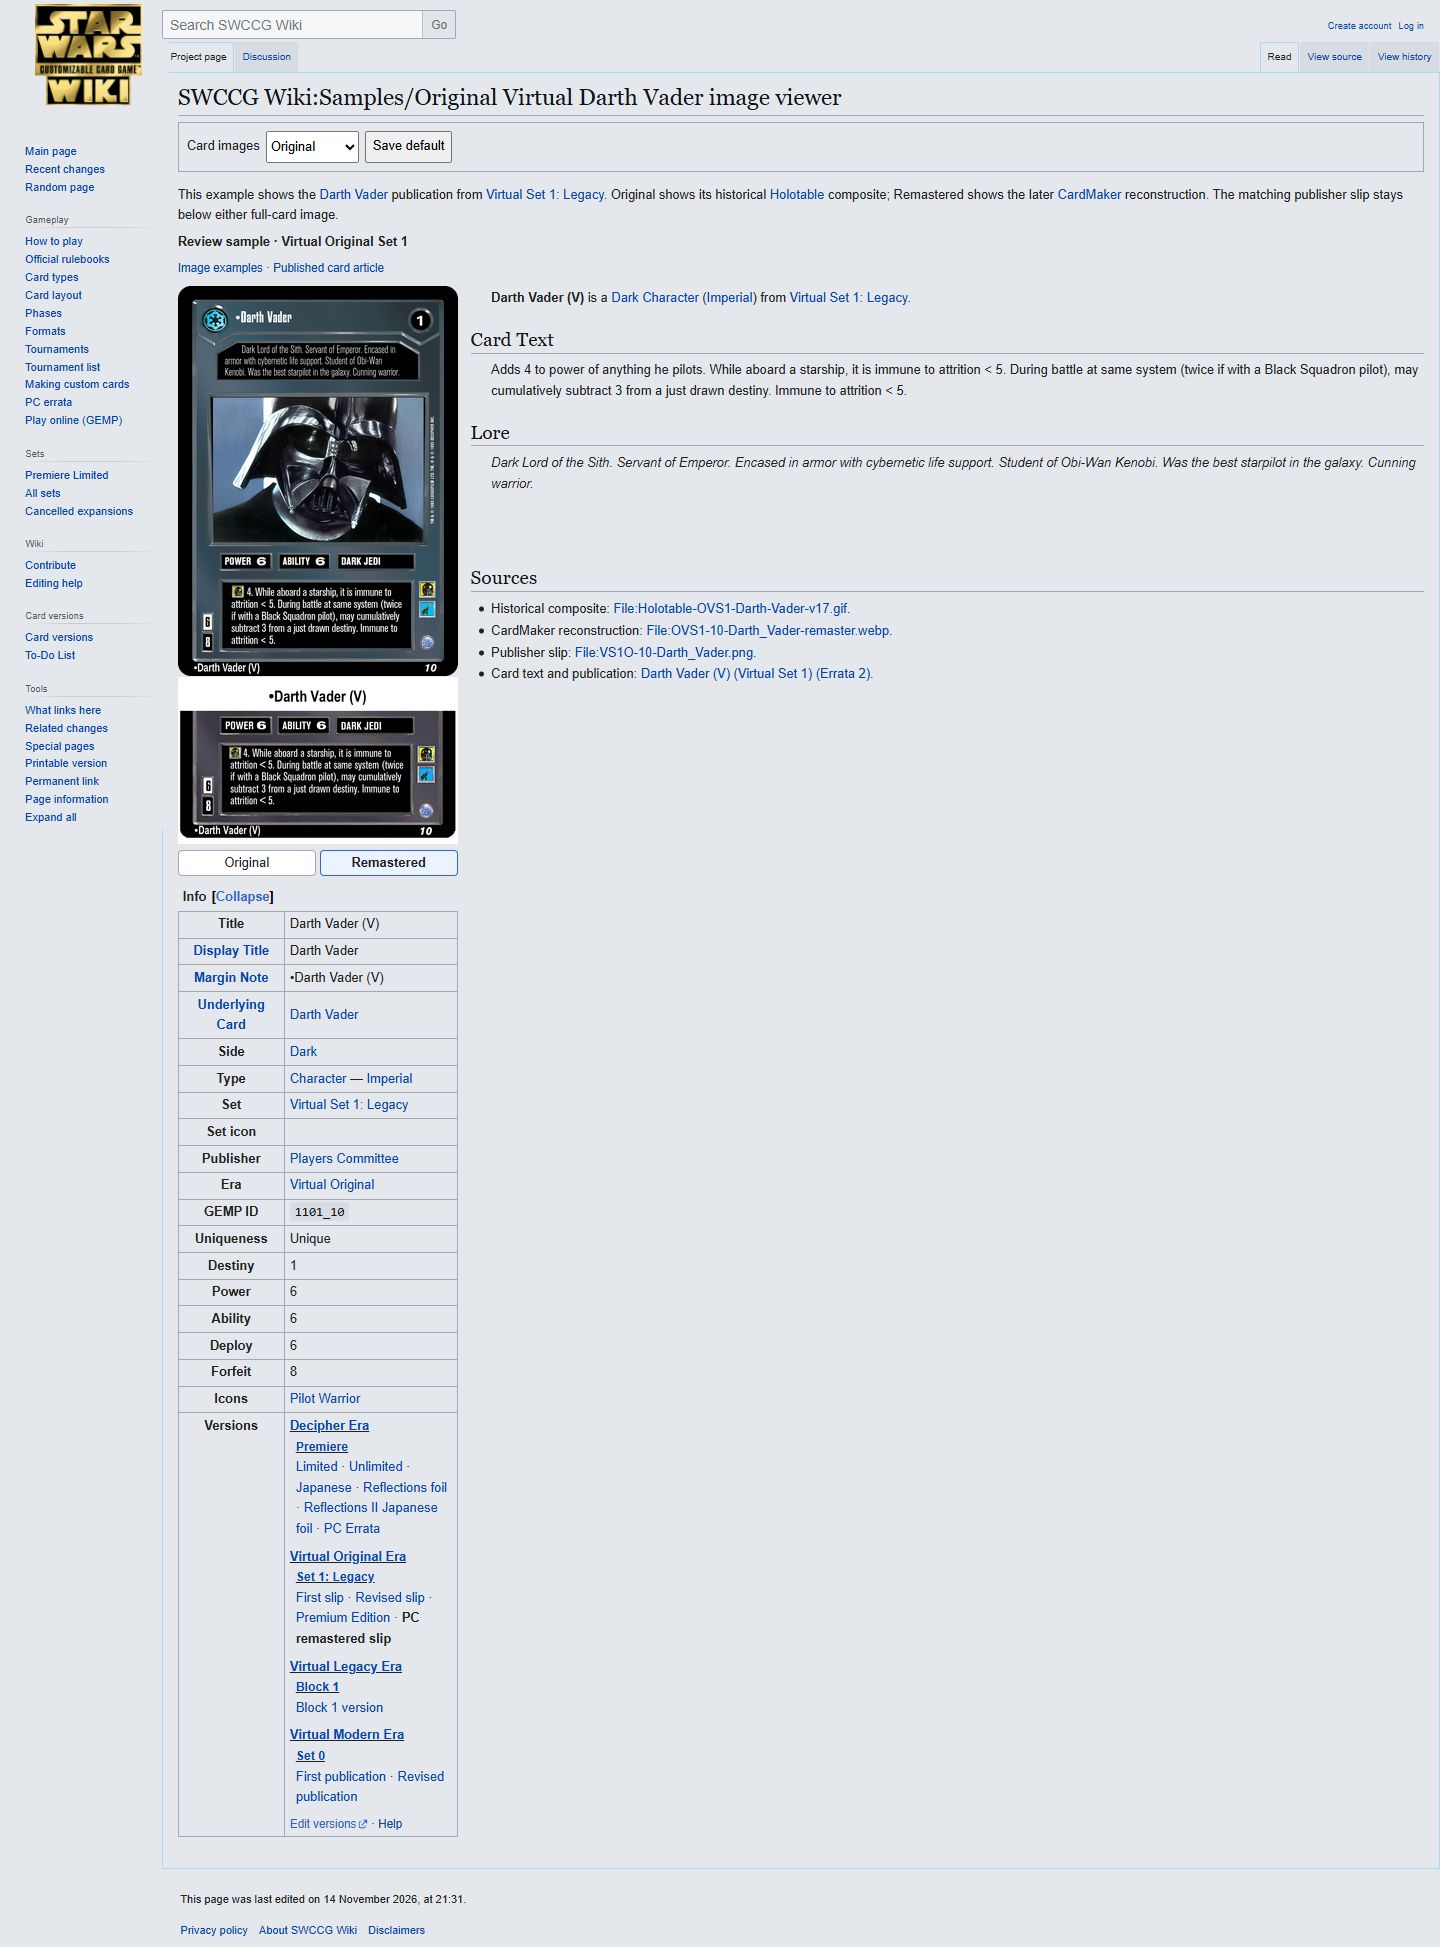 STAR
WARS
CUSTOMIZABLE CARD GAME
WIKI
Search SWCCG Wiki
Go
Create account Log in
Project page Discussion
Read View source View history
Main page
Recent changes
Random page
Gameplay
How to play
Official rulebooks
Card types
Card layout
Phases
Formats
Tournaments
Tournament list
Making custom cards
PC errata
Play online (GEMP)
Sets
Premiere Limited
All sets
Cancelled expansions
Wiki
Contribute
Editing help
Card versions
Card versions
To-Do List
Tools
What links here
Related changes
Special pages
Printable version
Permanent link
Page information
Expand all
SWCCG Wiki:Samples/Original Virtual Darth Vader image viewer
Card images Original Save default
This example shows the Darth Vader publication from Virtual Set 1: Legacy. Original shows its historical Holotable composite; Remastered shows the later CardMaker reconstruction. The matching publisher slip stays
below either full-card image.
Review sample · Virtual Original Set 1
Image examples · Published card article
•Darth Vader 1
Dark Lord of the Sith. Servant of Emperor. Encased in
armor with cybernetic life support. Student of Obi-Wan
Kenobi. Was the best starpilot in the galaxy. Cunning warrior.
POWER 6 ABILITY 6 DARK JEDI
4. While aboard a starship, it is immune to
attrition < 5. During battle at same system (twice
if with a Black Squadron pilot), may cumulatively
subtract 3 from a just drawn destiny. Immune to
attrition < 5.
6
8
•Darth Vader (V) 10
•Darth Vader (V)
POWER 6 ABILITY 6 DARK JEDI
4. While aboard a starship, it is immune to
attrition < 5. During battle at same system (twice
if with a Black Squadron pilot), may cumulatively
subtract 3 from a just drawn destiny. Immune to
attrition < 5.
6
8
•Darth Vader (V) 10
Original Remastered
Info [Collapse]
Title Darth Vader (V)
Display Title Darth Vader
Margin Note •Darth Vader (V)
Underlying
Card Darth Vader
Side Dark
Type Character — Imperial
Set Virtual Set 1: Legacy
Set icon
Publisher Players Committee
Era Virtual Original
GEMP ID 1101_10
Uniqueness Unique
Destiny 1
Power 6
Ability 6
Deploy 6
Forfeit 8
Icons Pilot Warrior
Versions Decipher Era
Premiere
Limited · Unlimited ·
Japanese · Reflections foil
· Reflections II Japanese
foil · PC Errata
Virtual Original Era
Set 1: Legacy
First slip · Revised slip ·
Premium Edition · PC
remastered slip
Virtual Legacy Era
Block 1
Block 1 version
Virtual Modern Era
Set 0
First publication · Revised
publication
Edit versions · Help
Darth Vader (V) is a Dark Character (Imperial) from Virtual Set 1: Legacy.
Card Text
Adds 4 to power of anything he pilots. While aboard a starship, it is immune to attrition < 5. During battle at same system (twice if with a Black Squadron pilot), may
cumulatively subtract 3 from a just drawn destiny. Immune to attrition < 5.
Lore
Dark Lord of the Sith. Servant of Emperor. Encased in armor with cybernetic life support. Student of Obi-Wan Kenobi. Was the best starpilot in the galaxy. Cunning
warrior.
Sources
• Historical composite: File:Holotable-OVS1-Darth-Vader-v17.gif.
• CardMaker reconstruction: File:OVS1-10-Darth_Vader-remaster.webp.
• Publisher slip: File:VS1O-10-Darth_Vader.png.
• Card text and publication: Darth Vader (V) (Virtual Set 1) (Errata 2).
This page was last edited on 14 November 2026, at 21:31.
Privacy policy About SWCCG Wiki Disclaimers